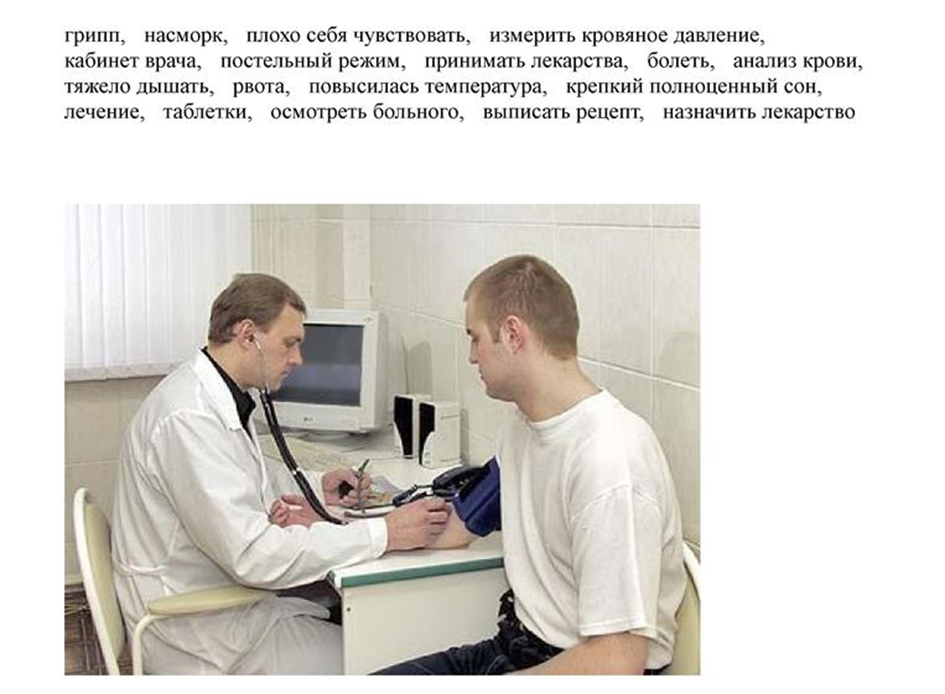 грипп, насморк, плохо себя чувствовать, измерить кровяное давление,
кабинет врача, постельный режим, принимать лекарства, болеть, анализ крови,
тяжело дышать, рвота, повысилась температура, крепкий полноценный сон,
лечение, таблетки, осмотреть больного, выписать рецепт, назначить лекарство